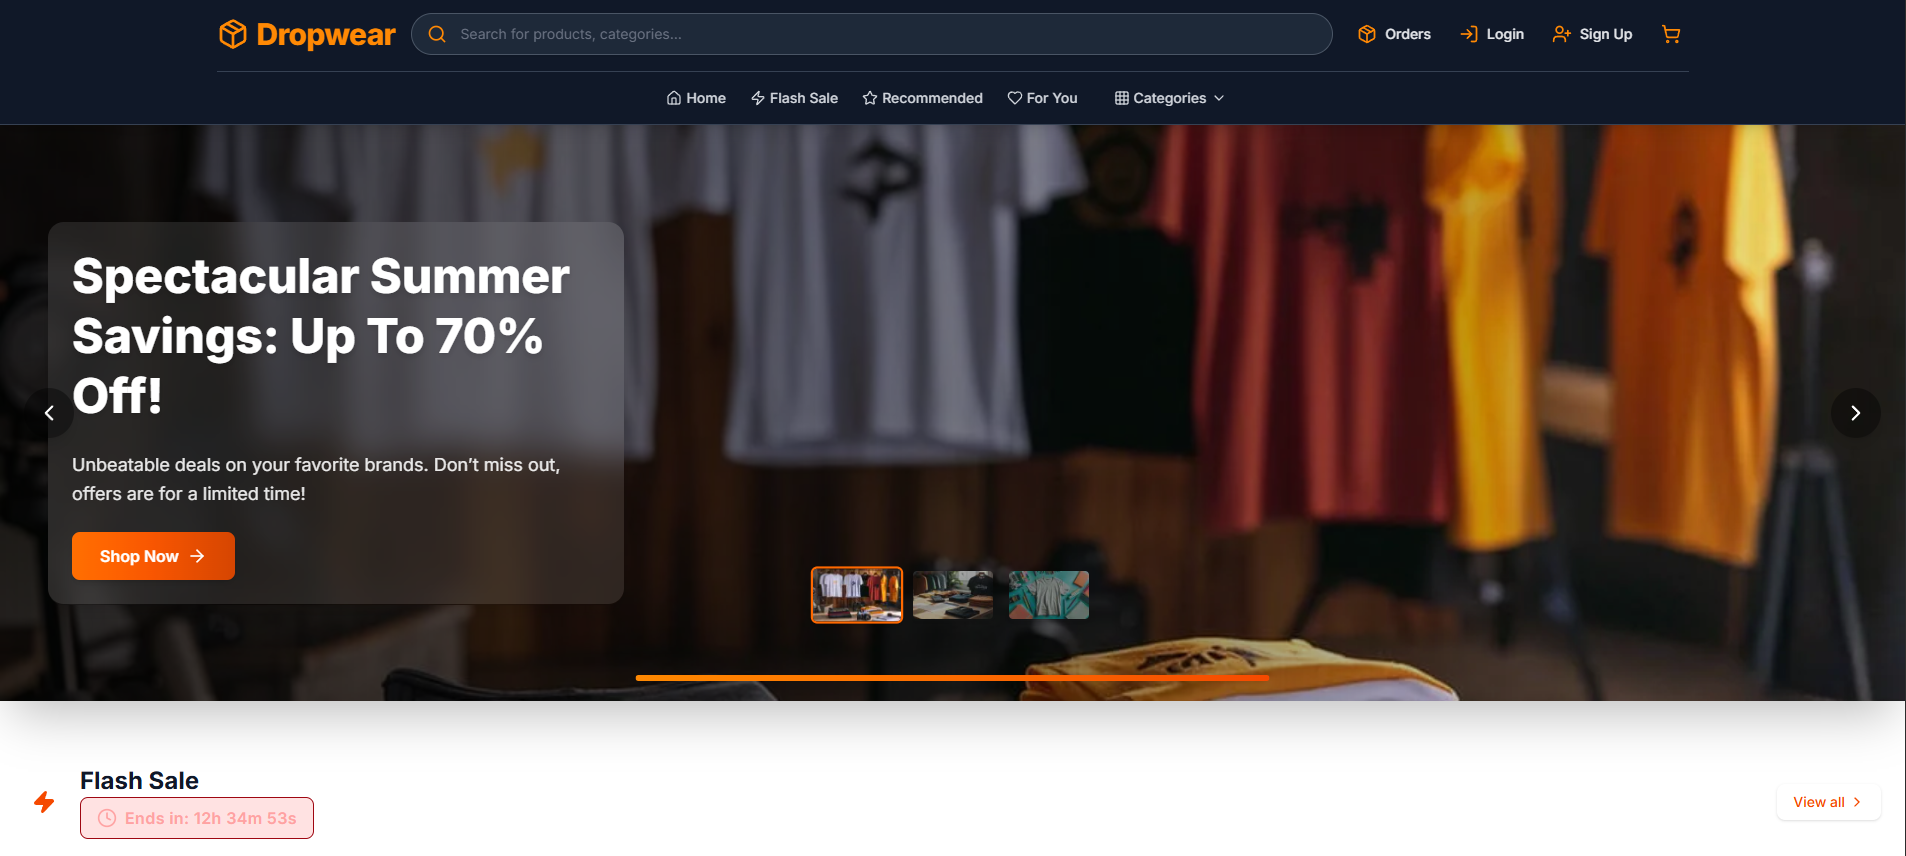 Dropwear
Search for products, categories...
Orders
Login
Sign Up
Home
Flash Sale
Recommended
For You
Categories
Spectacular Summer
Savings: Up To 70%
Off!
Unbeatable deals on your favorite brands. Don’t miss out,
offers are for a limited time!
Shop Now
Flash Sale
Ends in: 12h 34m 53s
View all